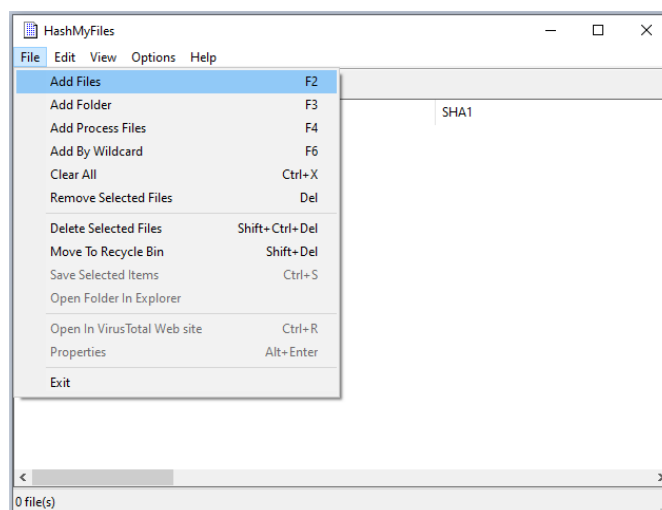 HashMyFiles
File Edit View Options Help
Add Files F2
SHA1
Add Folder F3
Add Process Files F4
Add By Wildcard F6
Clear All Ctrl+X
Remove Selected Files Del
Delete Selected Files Shift+Ctrl+Del
Move To Recycle Bin Shift+Del
Save Selected Items Ctrl+S
Open Folder In Explorer
Open In VirusTotal Web site Ctrl+R
Properties Alt+Enter
Exit
0 file(s)